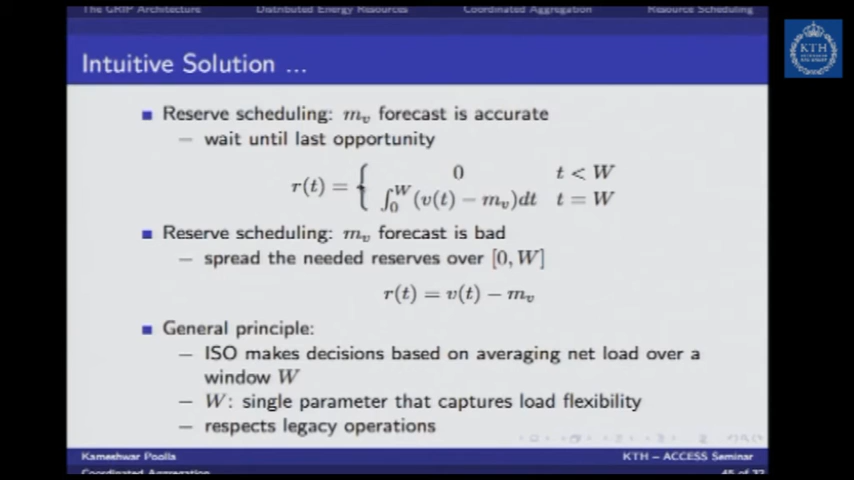 The GRIP Architecture Distributed Energy Resources Coordinated Aggregation Resource Scheduling
KTH
Intuitive Solution ...
Reserve scheduling: m_v forecast is accurate
– wait until last opportunity
r(t) = { 0 t < W
∫_0^W (v(t) − m_v)dt t = W
Reserve scheduling: m_v forecast is bad
– spread the needed reserves over [0, W]
r(t) = v(t) − m_v
General principle:
– ISO makes decisions based on averaging net load over a
window W
– W: single parameter that captures load flexibility
– respects legacy operations
Kameshwar Poolla KTH – ACCESS Seminar
Coordinated Aggregation of